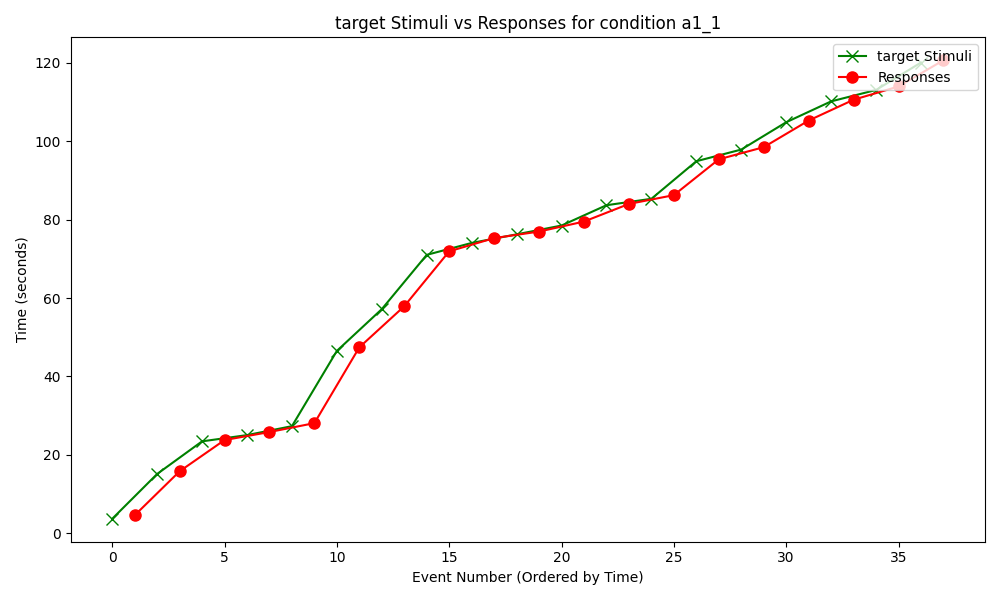 target Stimuli vs Responses for condition a1_1
target Stimuli
Responses
Time (seconds)
120
100
80
60
40
20
0
0 5 10 15 20 25 30 35
Event Number (Ordered by Time)